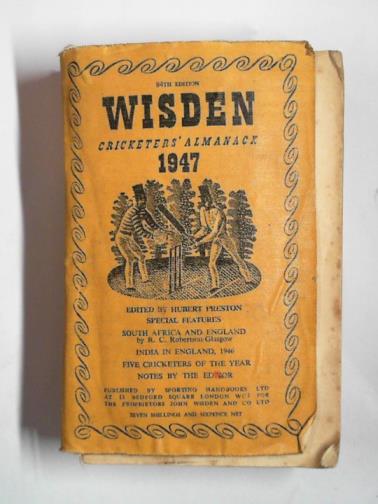 84TH EDITION
WISDEN
CRICKETERS' ALMANACK
1947
EDITED BY HUBERT PRESTON
SPECIAL FEATURES
SOUTH AFRICA AND ENGLAND
by R. C. Robertson-Glasgow
INDIA IN ENGLAND, 1946
FIVE CRICKETERS OF THE YEAR
NOTES BY THE EDITOR
PUBLISHED BY SPORTING HANDBOOKS LTD
AT 13 BEDFORD SQUARE LONDON WC1 FOR
THE PROPRIETORS JOHN WISDEN AND CO LTD
SEVEN SHILLINGS AND SIXPENCE NET